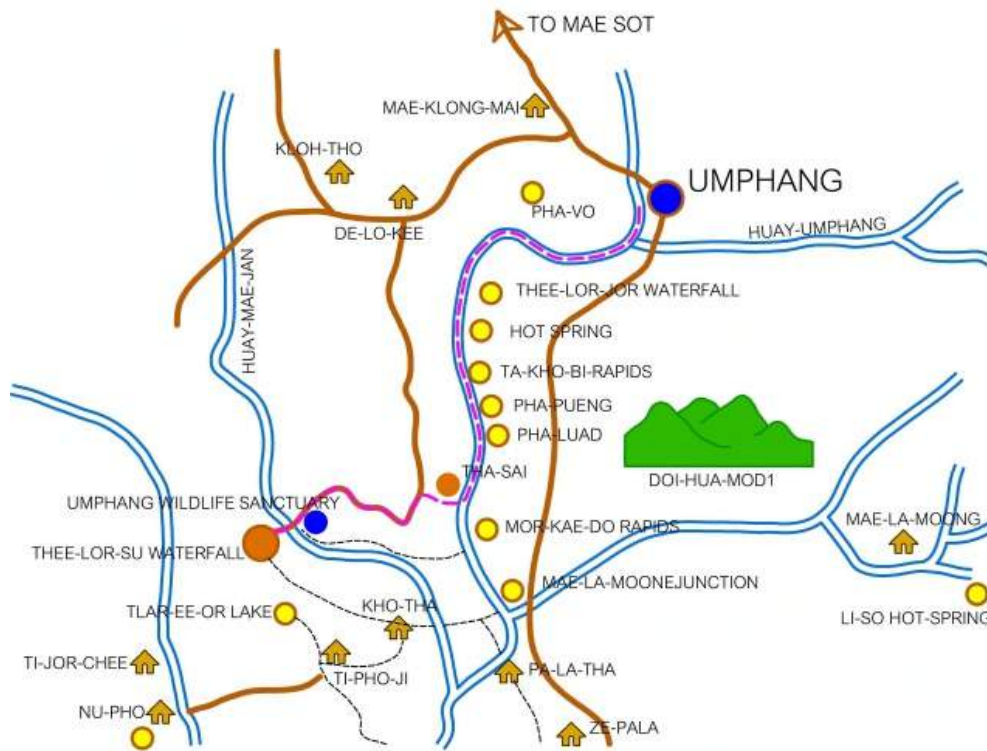 TO MAE SOT
MAE-KLONG-MAI
KLOH-THO
UMPHANG
PHA-VO
DE-LO-KEE
HUAY-UMPHANG
HUAY-MAE-JAN
THEE-LOR-JOR WATERFALL
HOT SPRING
TA-KHO-BI-RAPIDS
PHA-PUENG
PHA-LUAD
THA-SAI
DOI-HUA-MOD1
UMPHANG WILDLIFE SANCTUARY
MAE-LA-MOONG
MOR-KAE-DO RAPIDS
THEE-LOR-SU WATERFALL
MAE-LA-MOONEJUNCTION
TLAR-EE-OR LAKE
KHO-THA
LI-SO HOT-SPRING
TI-JOR-CHEE
TI-PHO-JI
PA-LA-THA
NU-PHO
ZE-PALA